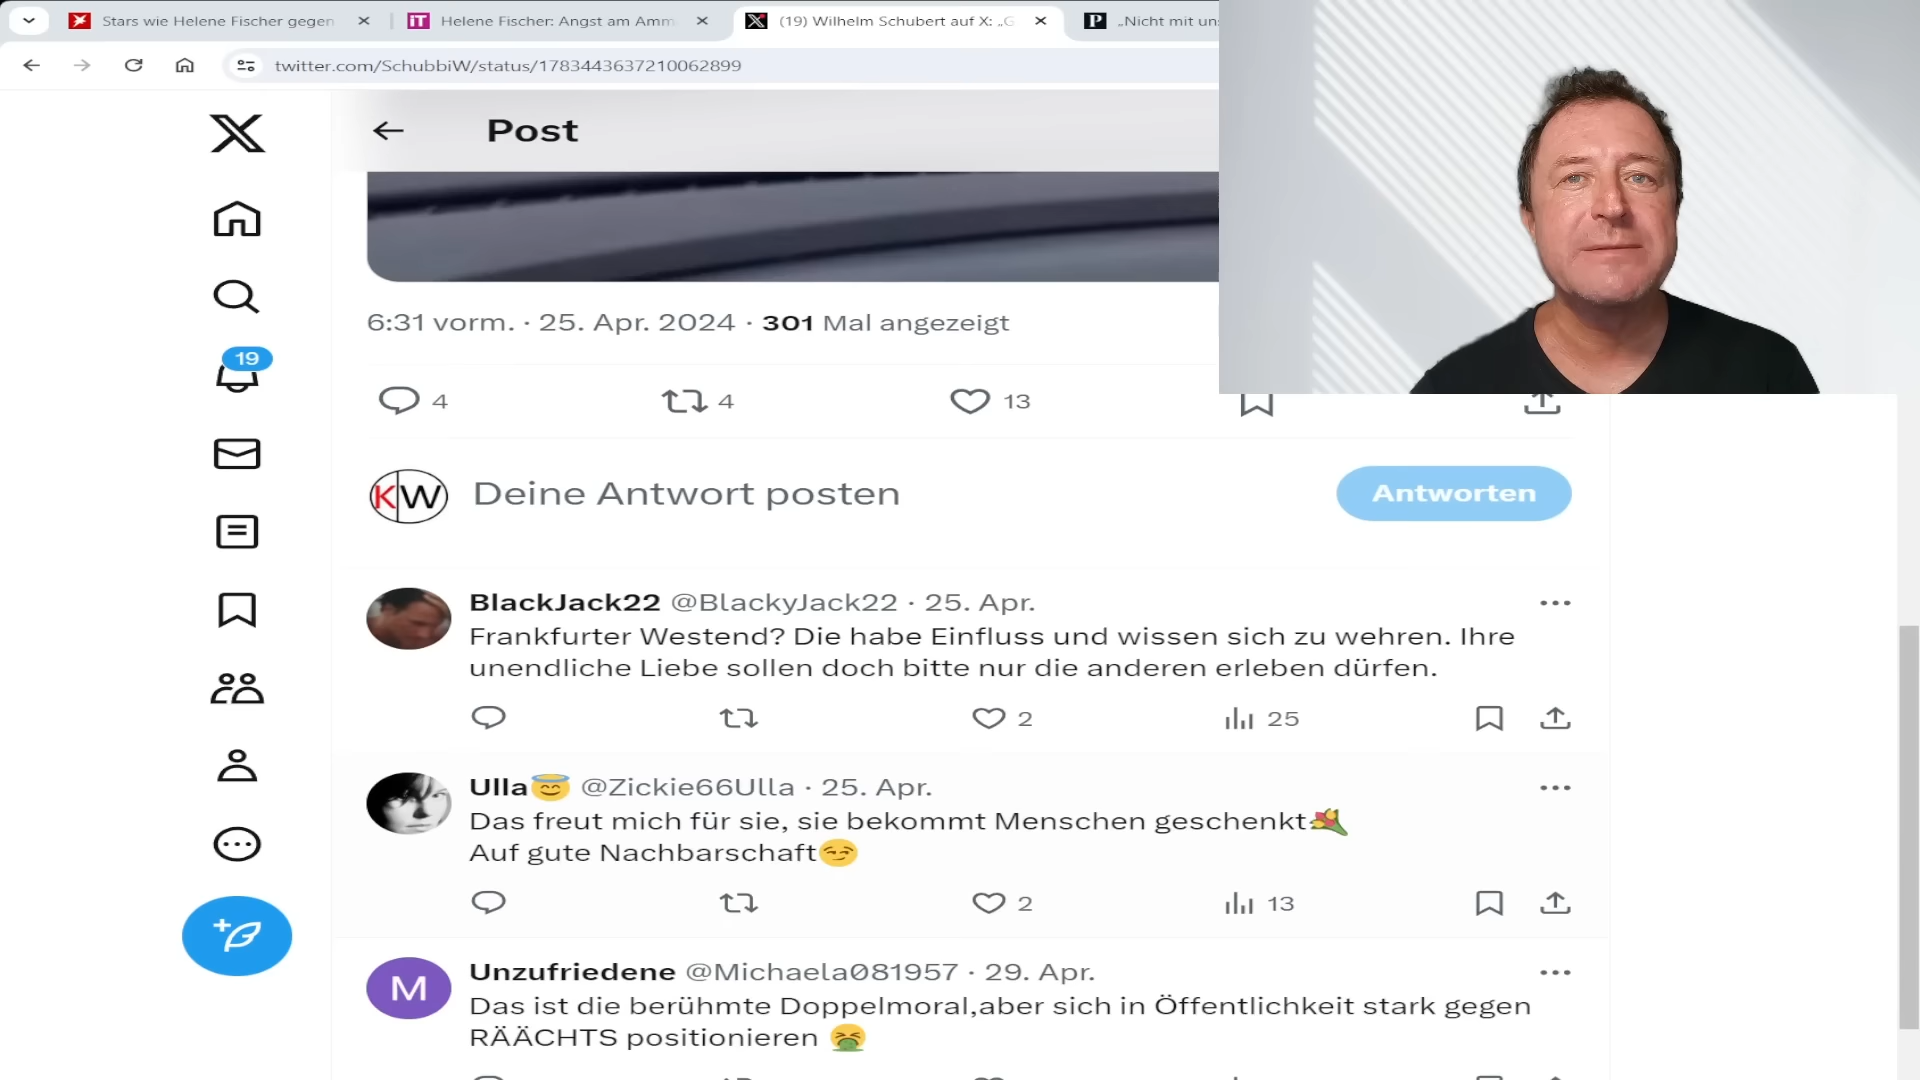 Stars wie Helene Fischer gegen
iT Helene Fischer: Angst am Amm
(19) Wilhelm Schubert auf X: „G
P „Nicht mit uns
twitter.com/SchubbiW/status/1783443637210062899
Post
6:31 vorm. · 25. Apr. 2024 · 301 Mal angezeigt
4 4 13
19
KW Deine Antwort posten Antworten
BlackJack22 @BlackyJack22 · 25. Apr.
Frankfurter Westend? Die habe Einfluss und wissen sich zu wehren. Ihre
unendliche Liebe sollen doch bitte nur die anderen erleben dürfen.
2 25
Ulla😇 @Zickie66Ulla · 25. Apr.
Das freut mich für sie, sie bekommt Menschen geschenkt💐
Auf gute Nachbarschaft😏
2 13
M Unzufriedene @Michaela081957 · 29. Apr.
Das ist die berühmte Doppelmoral,aber sich in Öffentlichkeit stark gegen
RÄÄCHTS positionieren 🤮